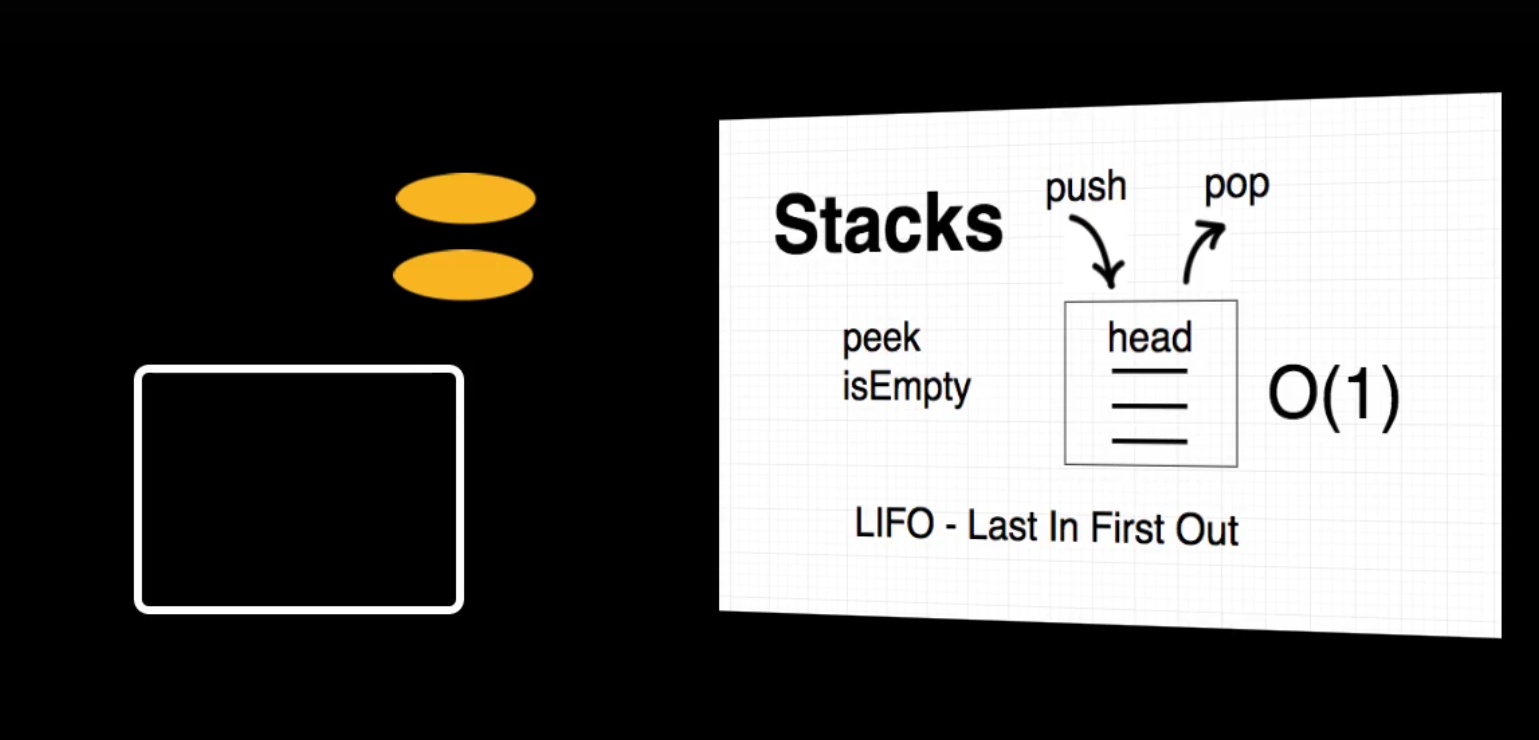 Stacks
push
pop
peek
isEmpty
head
O(1)
LIFO - Last In First Out